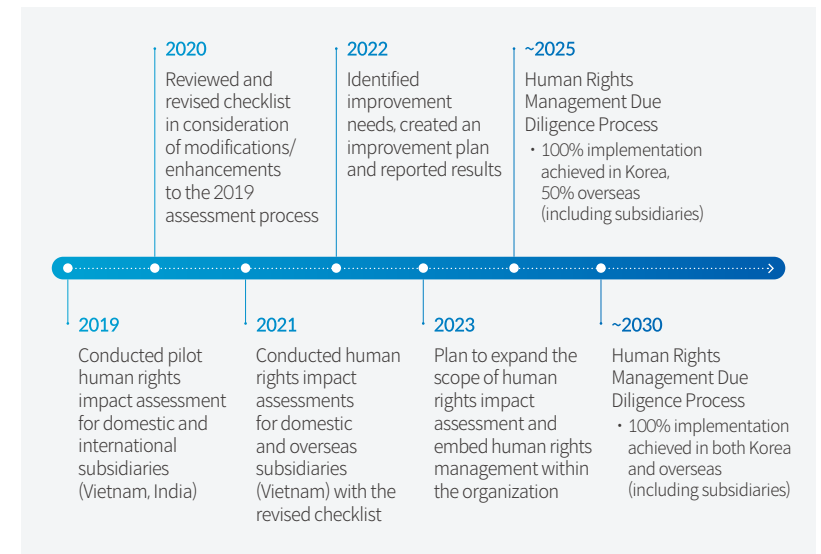 2020
Reviewed and
revised checklist
in consideration
of modifications/
enhancements
to the 2019
assessment process
2022
Identified
improvement
needs, created an
improvement plan
and reported results
~2025
Human Rights
Management Due
Diligence Process
· 100% implementation
achieved in Korea,
50% overseas
(including subsidiaries)
2019
Conducted pilot
human rights
impact assessment
for domestic and
international
subsidiaries
(Vietnam, India)
2021
Conducted human
rights impact
assessments
for domestic
and overseas
subsidiaries
(Vietnam) with the
revised checklist
2023
Plan to expand the
scope of human
rights impact
assessment and
embed human rights
management within
the organization
~2030
Human Rights
Management Due
Diligence Process
· 100% implementation
achieved in both Korea
and overseas
(including subsidiaries)